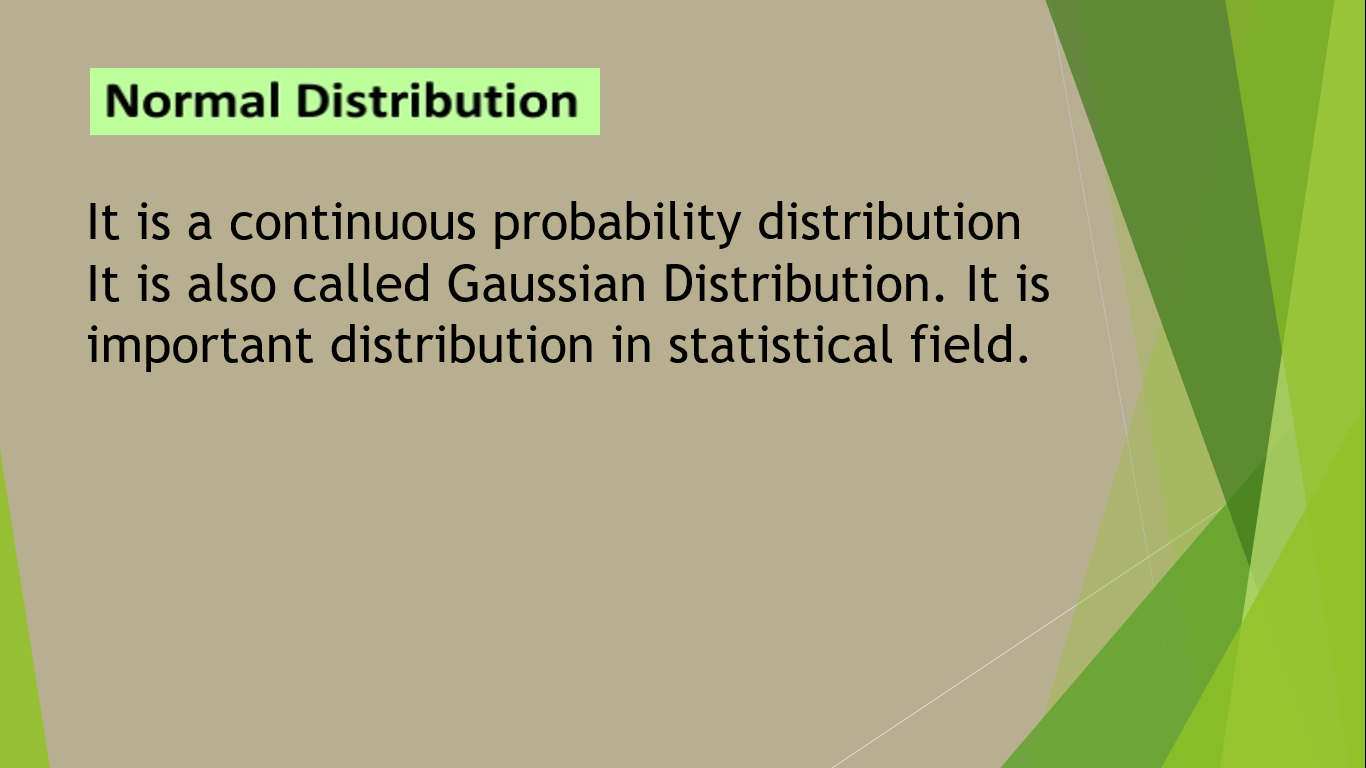 Normal Distribution
It is a continuous probability distribution
It is also called Gaussian Distribution. It is
important distribution in statistical field.